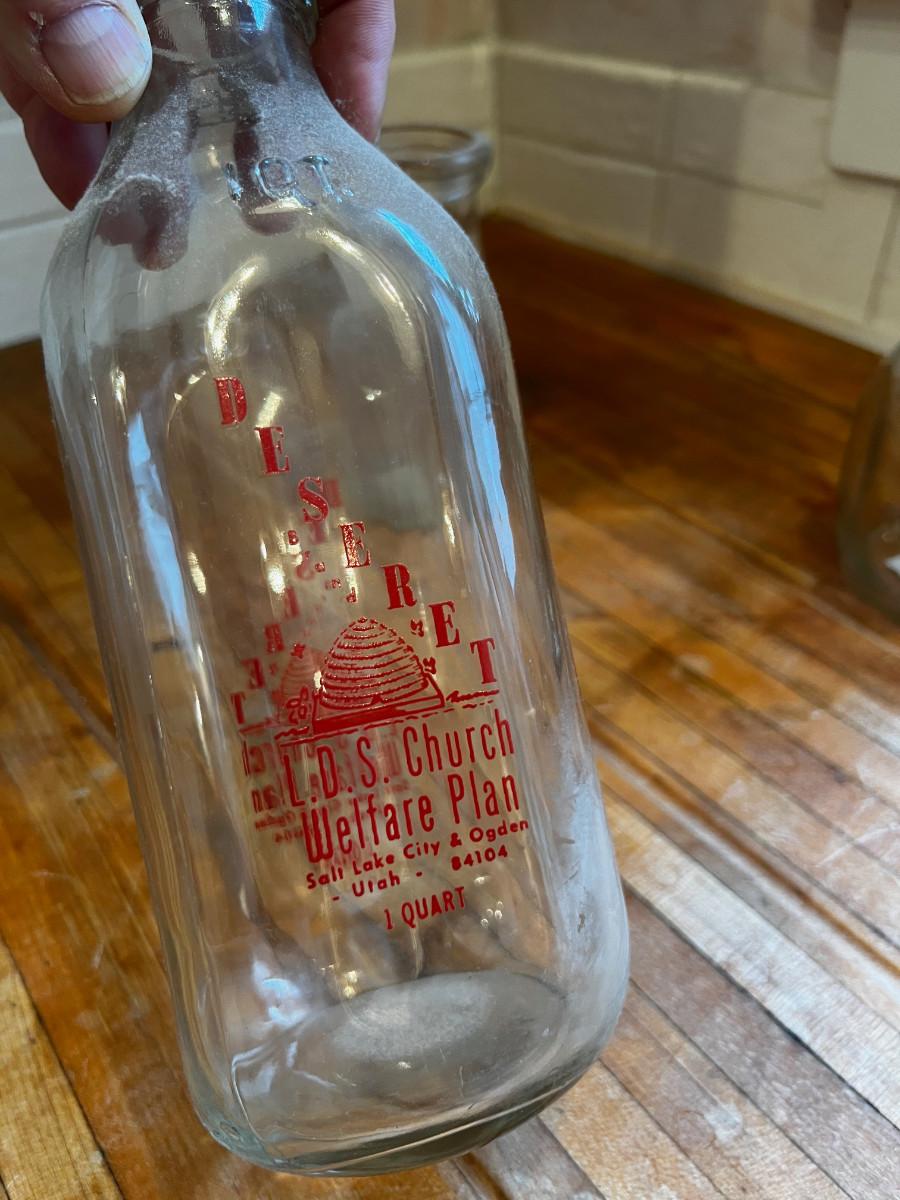 1 QT.
DESERET
L.D.S. Church
Welfare Plan
Salt Lake City & Ogden
- Utah - 84104
1 QUART